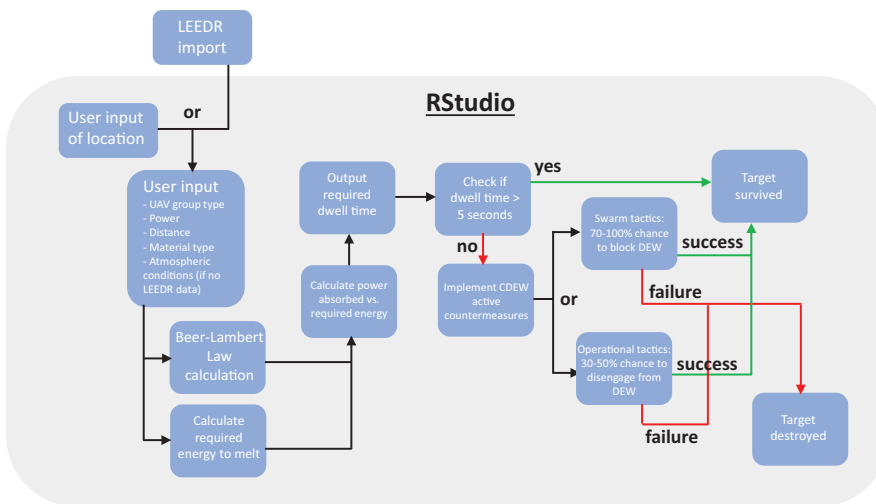 LEEDR
import
RStudio
User input
of location
or
User input
- UAV group type
- Power
- Distance
- Material type
- Atmospheric
conditions (if no
LEEDR data)
Beer-Lambert
Law
calculation
Calculate
required
energy to melt
Calculate power
absorbed vs.
required energy
Output
required
dwell time
Check if
dwell time >
5 seconds
yes
no
Target
survived
Implement CDEW
active
countermeasures
or
Swarm tactics:
70-100% chance
to block DEW
success
failure
Operational tactics:
30-50% chance to
disengage from
DEW
success
failure
Target
destroyed